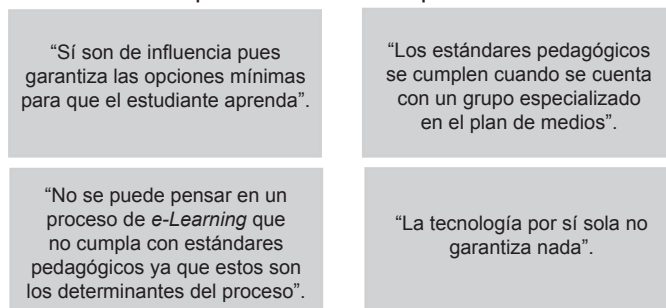 “Sí son de influencia pues
garantiza las opciones mínimas
para que el estudiante aprenda”.
“Los estándares pedagógicos
se cumplen cuando se cuenta
con un grupo especializado
en el plan de medios”.
“No se puede pensar en un
proceso de e-Learning que
no cumpla con estándares
pedagógicos ya que estos son
los determinantes del proceso”.
“La tecnología por sí sola no
garantiza nada”.